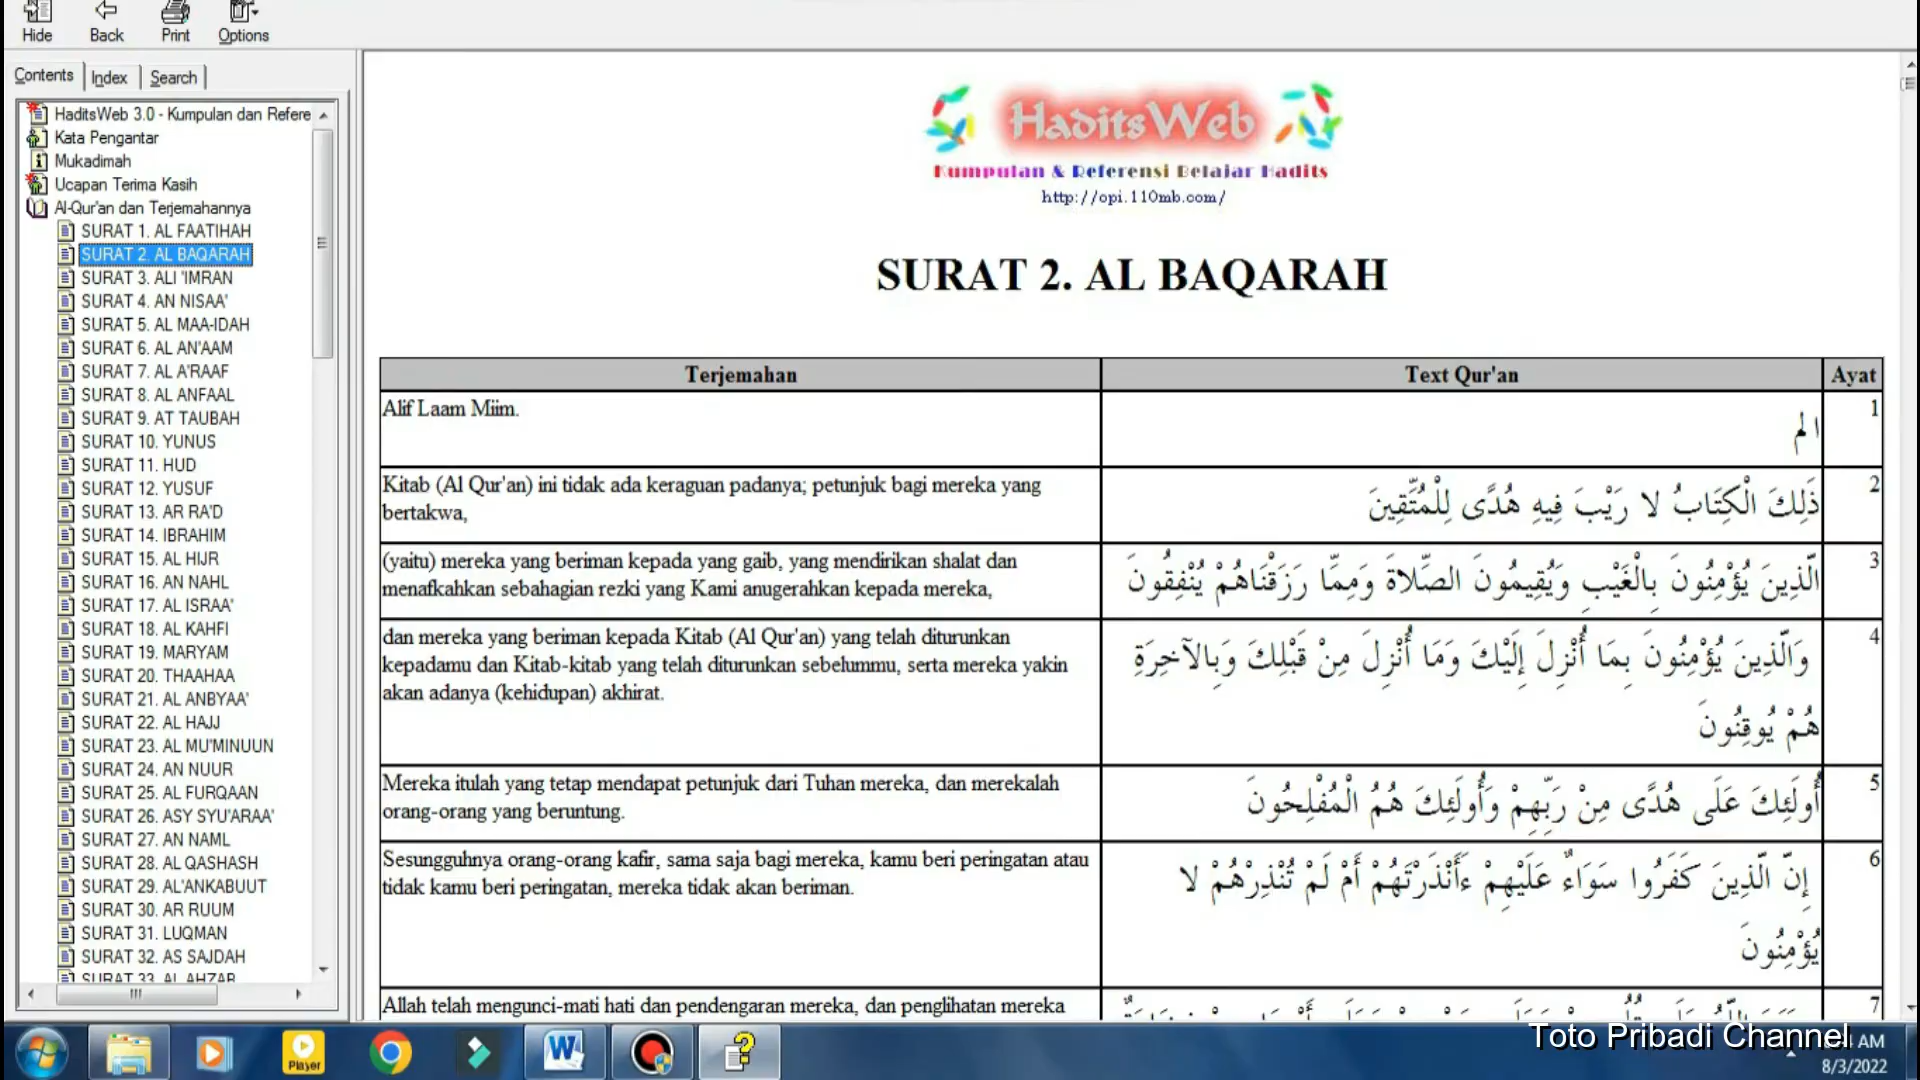 Hide
Back
Print
Options
Contents
Index
Search
HaditsWeb 3.0 - Kumpulan dan Refere
Kata Pengantar
Mukadimah
Ucapan Terima Kasih
Al-Qur'an dan Terjemahannya
SURAT 1. AL FAATIHAH
SURAT 2. AL BAQARAH
SURAT 3. ALI 'IMRAN
SURAT 4. AN NISAA'
SURAT 5. AL MAA-IDAH
SURAT 6. AL AN'AAM
SURAT 7. AL A'RAAF
SURAT 8. AL ANFAAL
SURAT 9. AT TAUBAH
SURAT 10. YUNUS
SURAT 11. HUD
SURAT 12. YUSUF
SURAT 13. AR RA'D
SURAT 14. IBRAHIM
SURAT 15. AL HIJR
SURAT 16. AN NAHL
SURAT 17. AL ISRAA'
SURAT 18. AL KAHFI
SURAT 19. MARYAM
SURAT 20. THAAHAA
SURAT 21. AL ANBYAA'
SURAT 22. AL HAJJ
SURAT 23. AL MU'MINUUN
SURAT 24. AN NUUR
SURAT 25. AL FURQAAN
SURAT 26. ASY SYU'ARAA'
SURAT 27. AN NAML
SURAT 28. AL QASHASH
SURAT 29. AL'ANKABUUT
SURAT 30. AR RUUM
SURAT 31. LUQMAN
SURAT 32. AS SAJDAH
SURAT 33. AL AHZAB
HaditsWeb
Kumpulan & Referensi Belajar Hadits
http://opi.110mb.com/
SURAT 2. AL BAQARAH
Terjemahan
Text Qur'an
Ayat
Alif Laam Miim.
الم
1
Kitab (Al Qur'an) ini tidak ada keraguan padanya; petunjuk bagi mereka yang
bertakwa,
ذَلِكَ الْكِتَابُ لا رَيْبَ فِيهِ هُدًى لِلْمُتَّقِينَ
2
(yaitu) mereka yang beriman kepada yang gaib, yang mendirikan shalat dan
menafkahkan sebahagian rezki yang Kami anugerahkan kepada mereka,
الَّذِينَ يُؤْمِنُونَ بِالْغَيْبِ وَيُقِيمُونَ الصَّلاةَ وَمِمَّا رَزَقْنَاهُمْ يُنْفِقُونَ
3
dan mereka yang beriman kepada Kitab (Al Qur'an) yang telah diturunkan
kepadamu dan Kitab-kitab yang telah diturunkan sebelummu, serta mereka yakin
akan adanya (kehidupan) akhirat.
وَالَّذِينَ يُؤْمِنُونَ بِمَا أُنْزِلَ إِلَيْكَ وَمَا أُنْزِلَ مِنْ قَبْلِكَ وَبِالآخِرَةِ
هُمْ يُوقِنُونَ
4
Mereka itulah yang tetap mendapat petunjuk dari Tuhan mereka, dan merekalah
orang-orang yang beruntung.
أُولَئِكَ عَلَى هُدًى مِنْ رَبِّهِمْ وَأُولَئِكَ هُمُ الْمُفْلِحُونَ
5
Sesungguhnya orang-orang kafir, sama saja bagi mereka, kamu beri peringatan atau
tidak kamu beri peringatan, mereka tidak akan beriman.
إِنَّ الَّذِينَ كَفَرُوا سَوَاءٌ عَلَيْهِمْ ءَأَنْذَرْتَهُمْ أَمْ لَمْ تُنْذِرْهُمْ لا
يُؤْمِنُونَ
6
Allah telah mengunci-mati hati dan pendengaran mereka, dan penglihatan mereka
7
Player
Toto Pribadi Channel
AM
8/3/2022